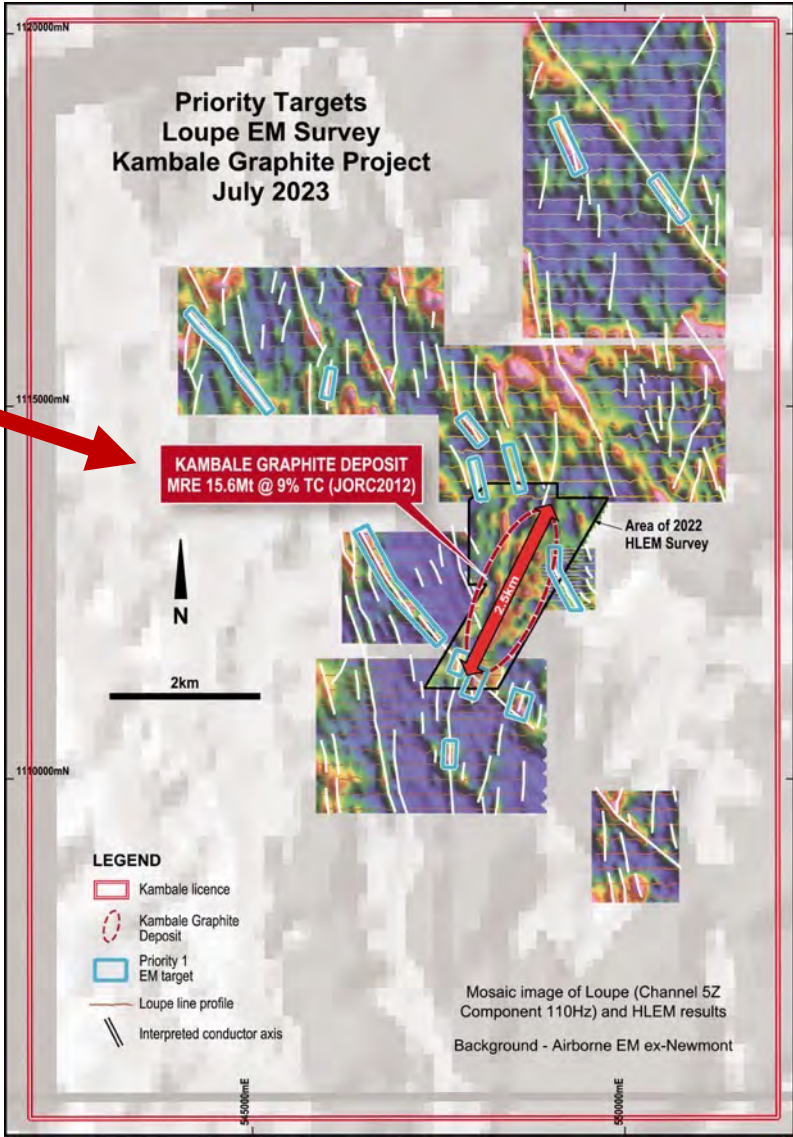 1120000mN
Priority Targets
Loupe EM Survey
Kambale Graphite Project
July 2023
1115000mN
KAMBALE GRAPHITE DEPOSIT
MRE 15.6Mt @ 9% TC (JORC2012)
Area of 2022
HLEM Survey
2.5km
N
2km
1110000mN
LEGEND
Kambale licence
Kambale Graphite
Deposit
Priority 1
EM target
Loupe line profile
Interpreted conductor axis
Mosaic image of Loupe (Channel 5Z
Component 110Hz) and HLEM results
Background - Airborne EM ex-Newmont
545000mE
550000mE